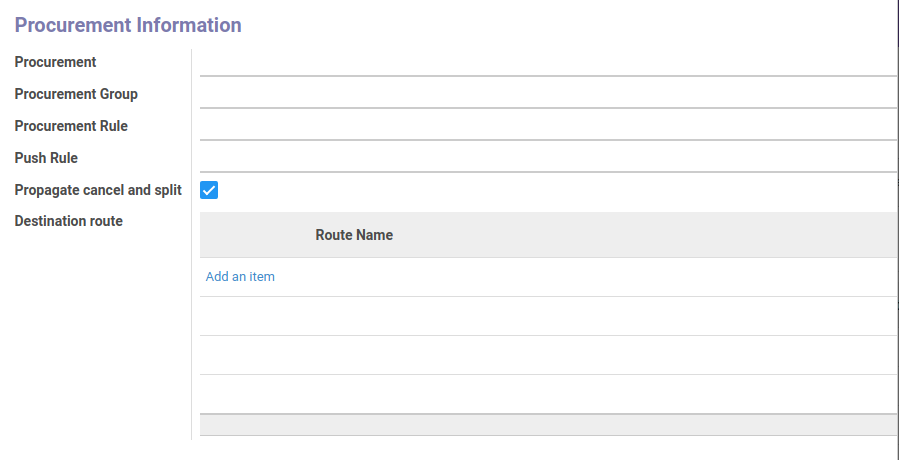 Procurement Information
Procurement
Procurement Group
Procurement Rule
Push Rule
Propagate cancel and split
Destination route
Route Name
Add an item